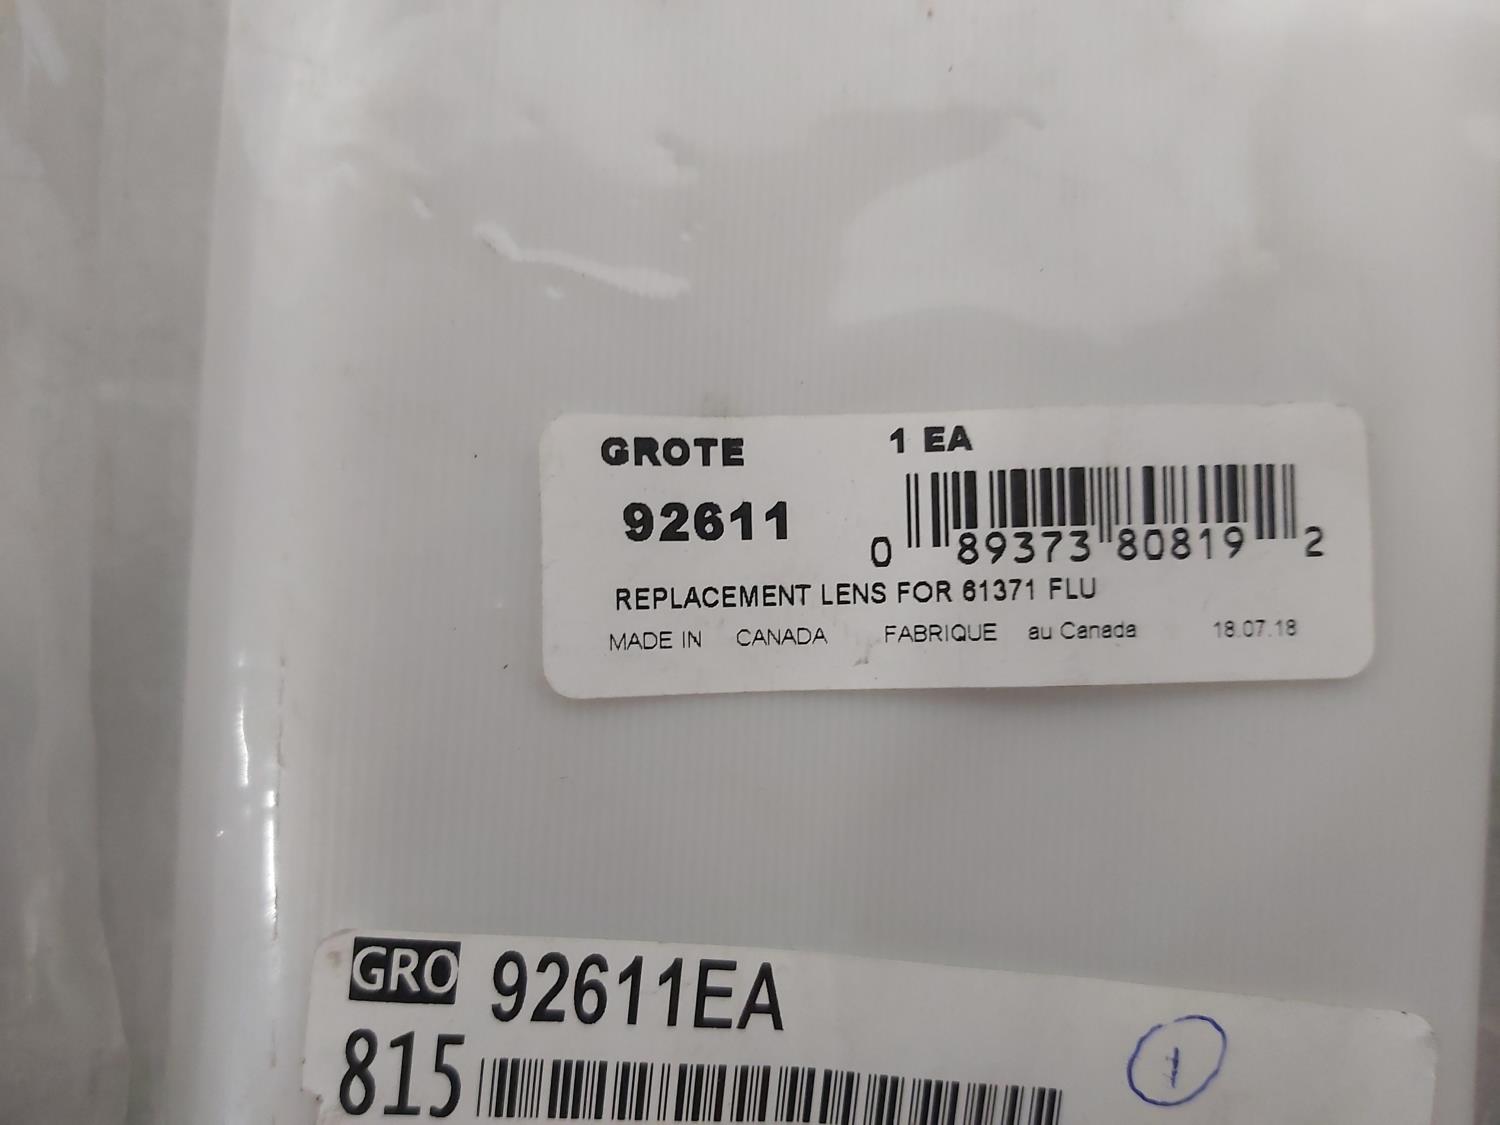 GROTE 1 EA
92611
0 89373 80819 2
REPLACEMENT LENS FOR 61371 FLU
MADE IN CANADA FABRIQUE au Canada 18.07.18
GRO 92611EA
815
1